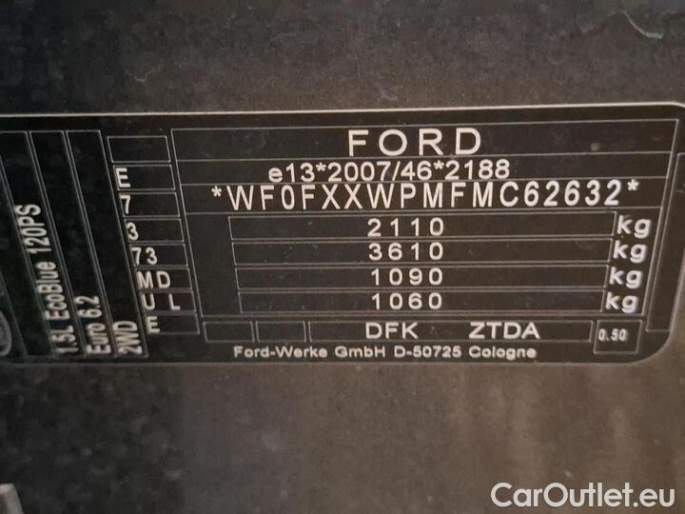 FORD
e13*2007/46*2188
*WF0FXXWPMFMC62632*
2110 kg
3610 kg
1090 kg
1060 kg
DFK ZTDA 0.50
Ford-Werke GmbH D-50725 Cologne
E
7
3
73
MD
U L
E
1.5L EcoBlue 120PS
Euro 6.2
2WD
CarOutlet.eu